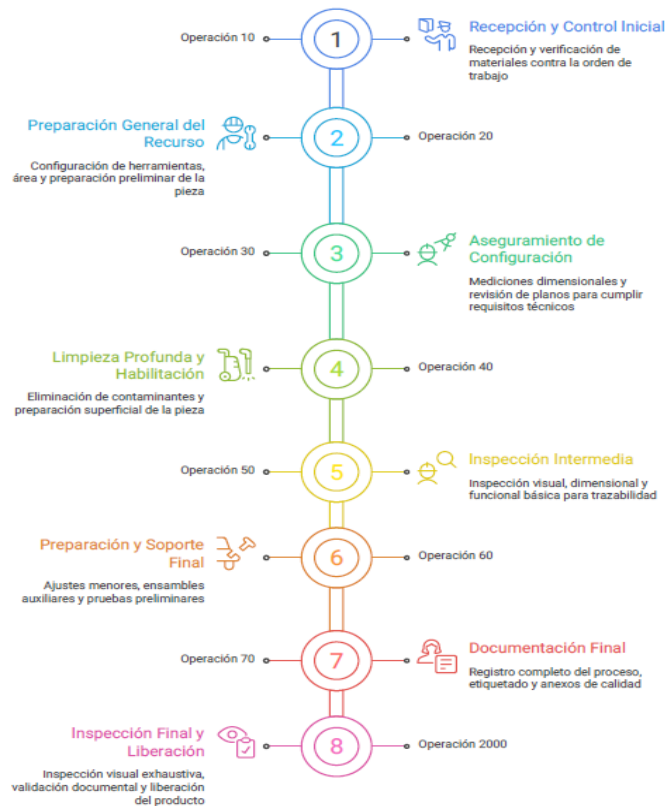 Operación 10
1
Recepción y Control Inicial
Recepción y verificación de
materiales contra la orden de
trabajo
Preparación General del
Recurso
Configuración de herramientas,
área y preparación preliminar de la
pieza
2
Operación 20
Operación 30
3
Aseguramiento de
Configuración
Mediciones dimensionales y
revisión de planos para cumplir
requisitos técnicos
Limpieza Profunda y
Habilitación
Eliminación de contaminantes y
preparación superficial de la pieza
4
Operación 40
Operación 50
5
Inspección Intermedia
Inspección visual, dimensional y
funcional básica para trazabilidad
Preparación y Soporte
Final
Ajustes menores, ensambles
auxiliares y pruebas preliminares
6
Operación 60
Operación 70
7
Documentación Final
Registro completo del proceso,
etiquetado y anexos de calidad
Inspección Final y
Liberación
Inspección visual exhaustiva,
validación documental y liberación
del producto
8
Operación 2000